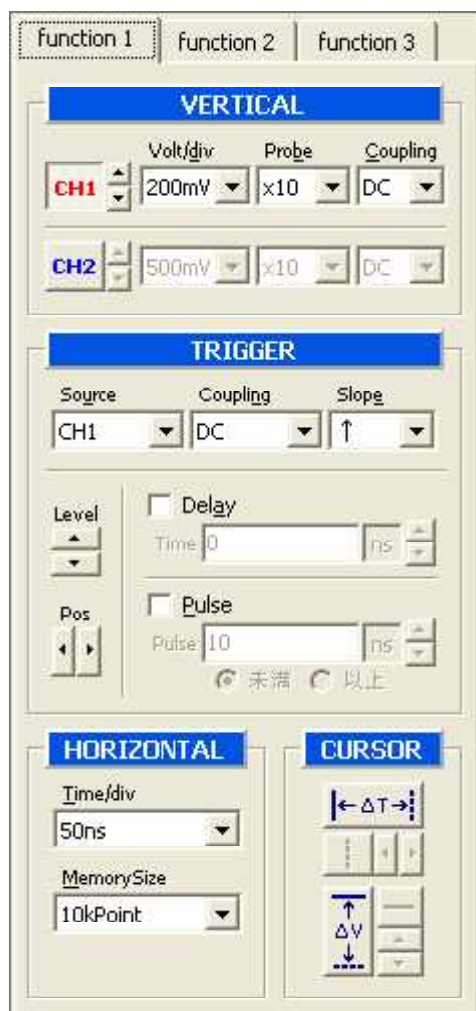 function 1 function 2 function 3
VERTICAL
Volt/div Probe Coupling
CH1 200mV x10 DC
CH2 500mV x10 DC
TRIGGER
Source Coupling Slope
CH1 DC ↑
Level
Delay
Time 0 ns
Pos
Pulse
Pulse 10 ns
未満 以上
HORIZONTAL
Time/div
50ns
MemorySize
10kPoint
CURSOR
|←ΔT→¦
↑
ΔV
↓